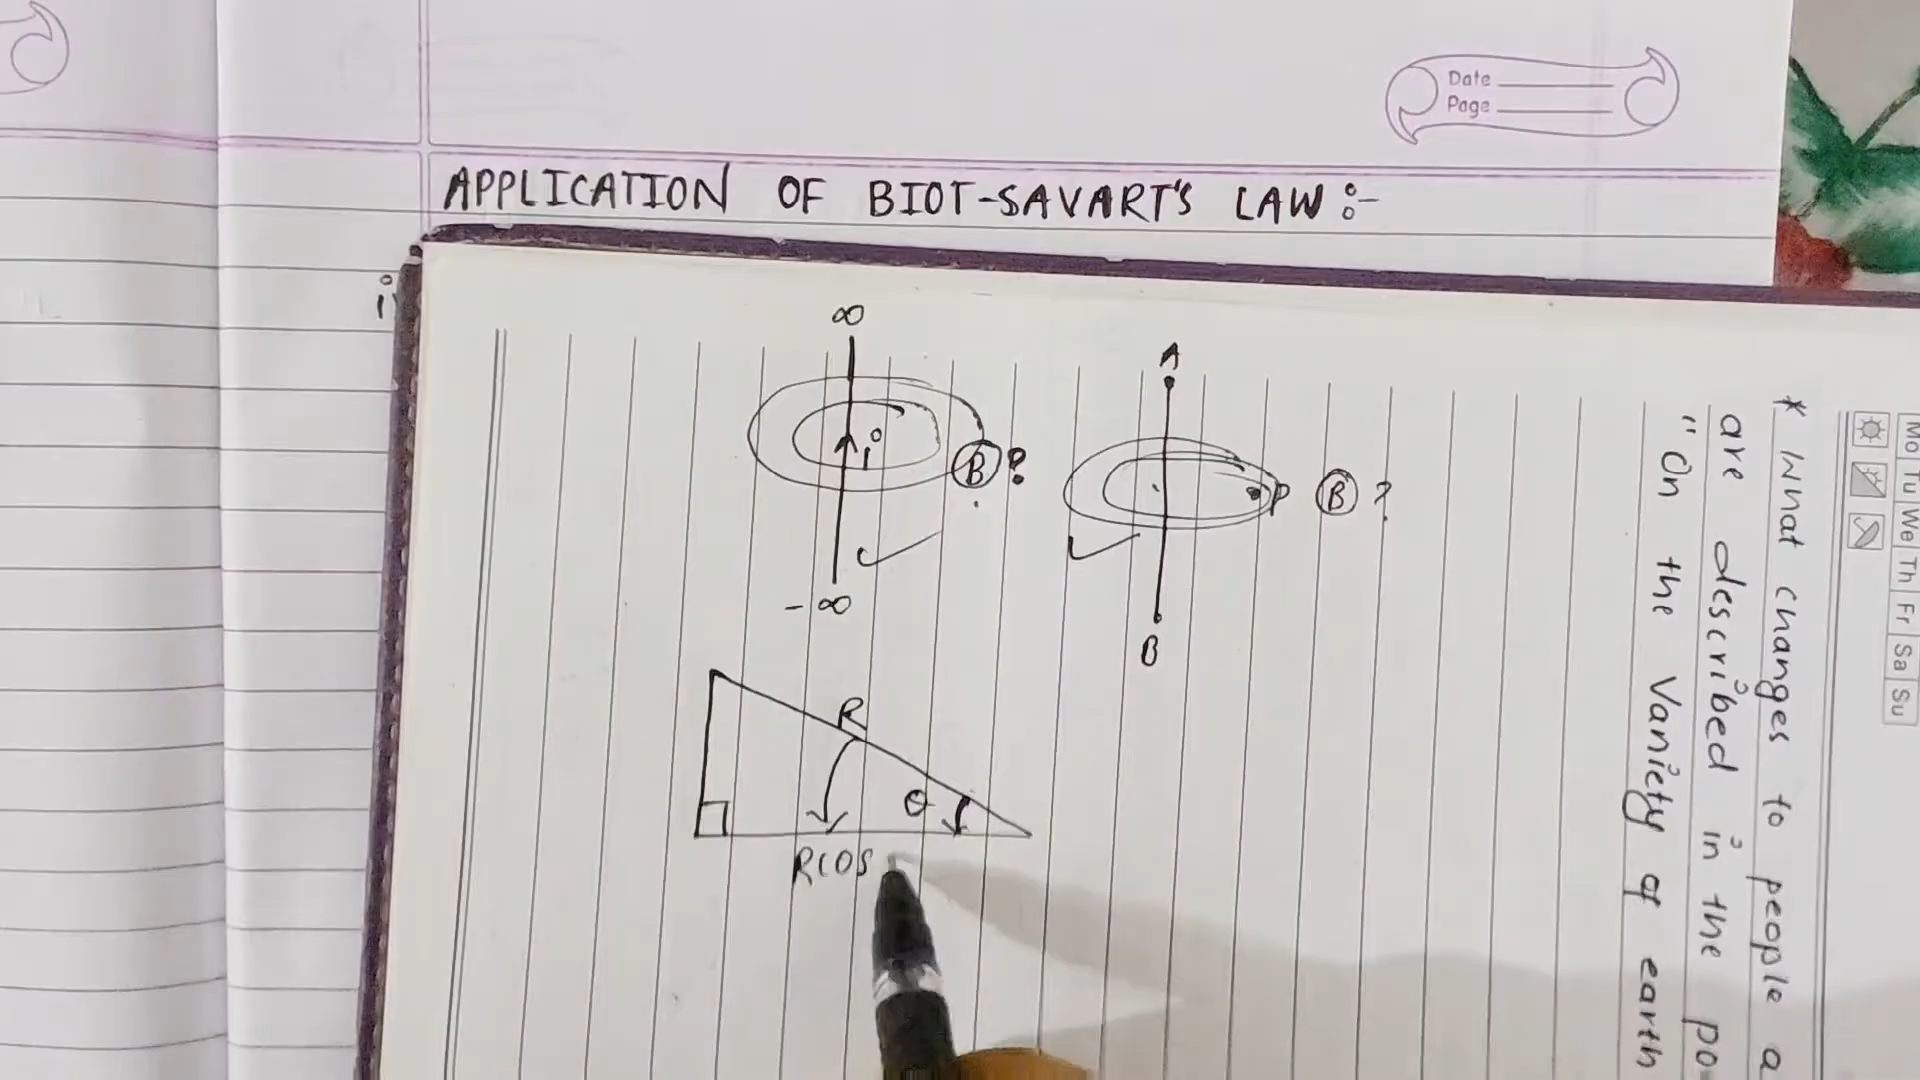 Date
Page
APPLICATION OF BIOT-SAVART'S LAW :-
i
∞
i
B ?
-∞
A
P B ?
B
R
θ
RCOS
* What changes to people a
are described in the po-
"On the Vaniety of earth
Mo Tu We Th Fr Sa Su